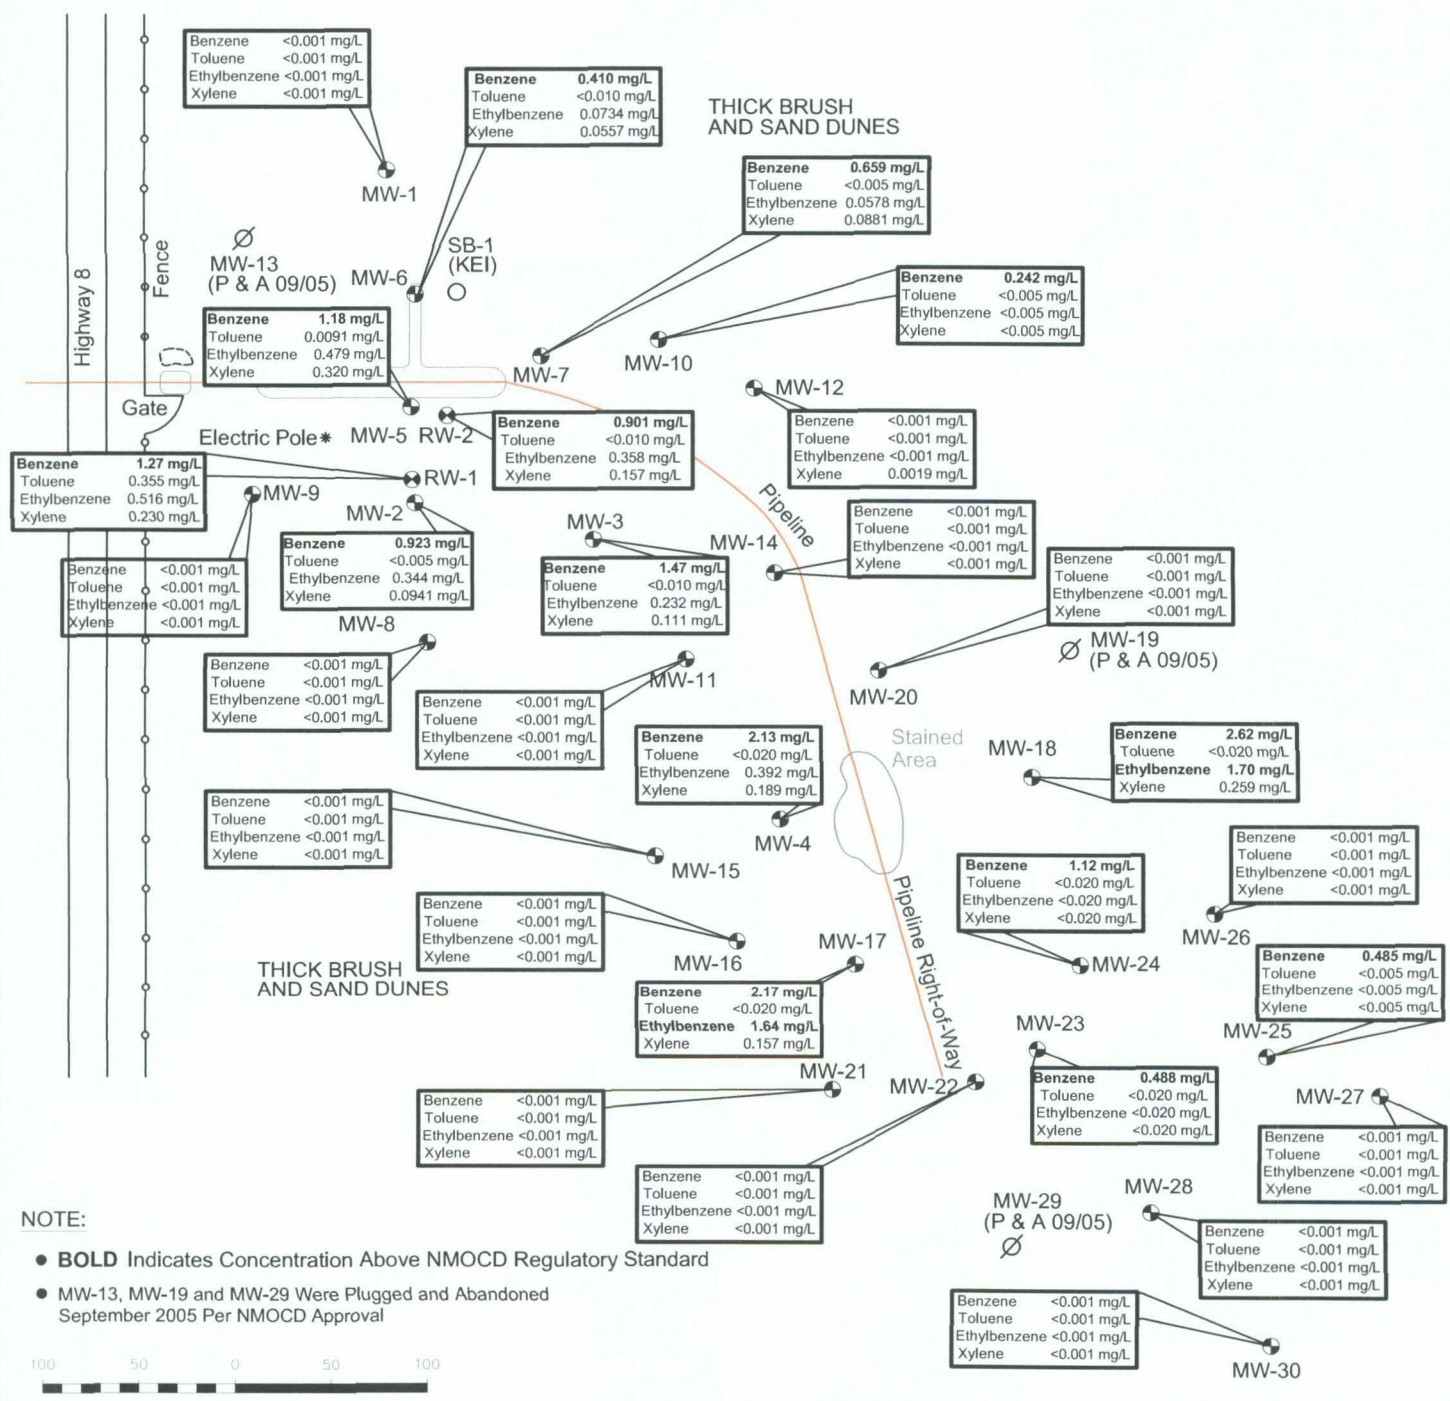 Benzene <0.001 mg/L
Toluene <0.001 mg/L
Ethylbenzene <0.001 mg/L
Xylene <0.001 mg/L
MW-1
Benzene 0.410 mg/L
Toluene <0.010 mg/L
Ethylbenzene 0.0734 mg/L
Xylene 0.0557 mg/L
THICK BRUSH
AND SAND DUNES
Benzene 0.659 mg/L
Toluene <0.005 mg/L
Ethylbenzene 0.0578 mg/L
Xylene 0.0881 mg/L
MW-13
(P & A 09/05)
MW-6
SB-1
(KEI)
Highway 8
Fence
Benzene 0.242 mg/L
Toluene <0.005 mg/L
Ethylbenzene <0.005 mg/L
Xylene <0.005 mg/L
Benzene 1.18 mg/L
Toluene 0.0091 mg/L
Ethylbenzene 0.479 mg/L
Xylene 0.320 mg/L
MW-7
MW-10
MW-12
Gate
Electric Pole*
MW-5
RW-2
Benzene 0.901 mg/L
Toluene <0.010 mg/L
Ethylbenzene 0.358 mg/L
Xylene 0.157 mg/L
Benzene <0.001 mg/L
Toluene <0.001 mg/L
Ethylbenzene <0.001 mg/L
Xylene 0.0019 mg/L
Benzene 1.27 mg/L
Toluene 0.355 mg/L
Ethylbenzene 0.516 mg/L
Xylene 0.230 mg/L
MW-9
RW-1
MW-2
MW-3
Pipeline
MW-14
Benzene <0.001 mg/L
Toluene <0.001 mg/L
Ethylbenzene <0.001 mg/L
Xylene <0.001 mg/L
Benzene <0.001 mg/L
Toluene <0.001 mg/L
Ethylbenzene <0.001 mg/L
Xylene <0.001 mg/L
Benzene 0.923 mg/L
Toluene <0.005 mg/L
Ethylbenzene 0.344 mg/L
Xylene 0.0941 mg/L
Benzene 1.47 mg/L
Toluene <0.010 mg/L
Ethylbenzene 0.232 mg/L
Xylene 0.111 mg/L
Benzene <0.001 mg/L
Toluene <0.001 mg/L
Ethylbenzene <0.001 mg/L
Xylene <0.001 mg/L
MW-8
MW-11
MW-20
MW-19
(P & A 09/05)
Benzene <0.001 mg/L
Toluene <0.001 mg/L
Ethylbenzene <0.001 mg/L
Xylene <0.001 mg/L
Benzene <0.001 mg/L
Toluene <0.001 mg/L
Ethylbenzene <0.001 mg/L
Xylene <0.001 mg/L
Benzene 2.13 mg/L
Toluene <0.020 mg/L
Ethylbenzene 0.392 mg/L
Xylene 0.189 mg/L
Stained
Area
MW-18
Benzene 2.62 mg/L
Toluene <0.020 mg/L
Ethylbenzene 1.70 mg/L
Xylene 0.259 mg/L
MW-4
Benzene <0.001 mg/L
Toluene <0.001 mg/L
Ethylbenzene <0.001 mg/L
Xylene <0.001 mg/L
MW-15
Pipeline Right-of-Way
Benzene 1.12 mg/L
Toluene <0.020 mg/L
Ethylbenzene <0.020 mg/L
Xylene <0.020 mg/L
Benzene <0.001 mg/L
Toluene <0.001 mg/L
Ethylbenzene <0.001 mg/L
Xylene <0.001 mg/L
MW-26
Benzene <0.001 mg/L
Toluene <0.001 mg/L
Ethylbenzene <0.001 mg/L
Xylene <0.001 mg/L
MW-16
MW-17
MW-24
THICK BRUSH
AND SAND DUNES
Benzene 2.17 mg/L
Toluene <0.020 mg/L
Ethylbenzene 1.64 mg/L
Xylene 0.157 mg/L
Benzene 0.485 mg/L
Toluene <0.005 mg/L
Ethylbenzene <0.005 mg/L
Xylene <0.005 mg/L
MW-23
MW-25
MW-21
MW-22
Benzene 0.488 mg/L
Toluene <0.020 mg/L
Ethylbenzene <0.020 mg/L
Xylene <0.020 mg/L
MW-27
Benzene <0.001 mg/L
Toluene <0.001 mg/L
Ethylbenzene <0.001 mg/L
Xylene <0.001 mg/L
Benzene <0.001 mg/L
Toluene <0.001 mg/L
Ethylbenzene <0.001 mg/L
Xylene <0.001 mg/L
Benzene <0.001 mg/L
Toluene <0.001 mg/L
Ethylbenzene <0.001 mg/L
Xylene <0.001 mg/L
MW-29
(P & A 09/05)
MW-28
Benzene <0.001 mg/L
Toluene <0.001 mg/L
Ethylbenzene <0.001 mg/L
Xylene <0.001 mg/L
NOTE:
● BOLD Indicates Concentration Above NMOCD Regulatory Standard
● MW-13, MW-19 and MW-29 Were Plugged and Abandoned
September 2005 Per NMOCD Approval
Benzene <0.001 mg/L
Toluene <0.001 mg/L
Ethylbenzene <0.001 mg/L
Xylene <0.001 mg/L
MW-30
100 50 0 50 100